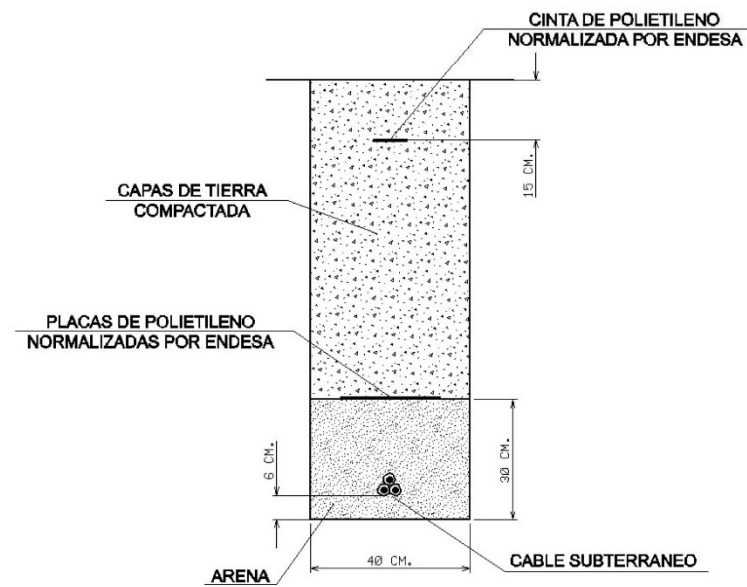 CINTA DE POLIETILENO
NORMALIZADA POR ENDESA
15 CM.
CAPAS DE TIERRA
COMPACTADA
PLACAS DE POLIETILENO
NORMALIZADAS POR ENDESA
6 CM.
30 CM.
40 CM.
CABLE SUBTERRANEO
ARENA